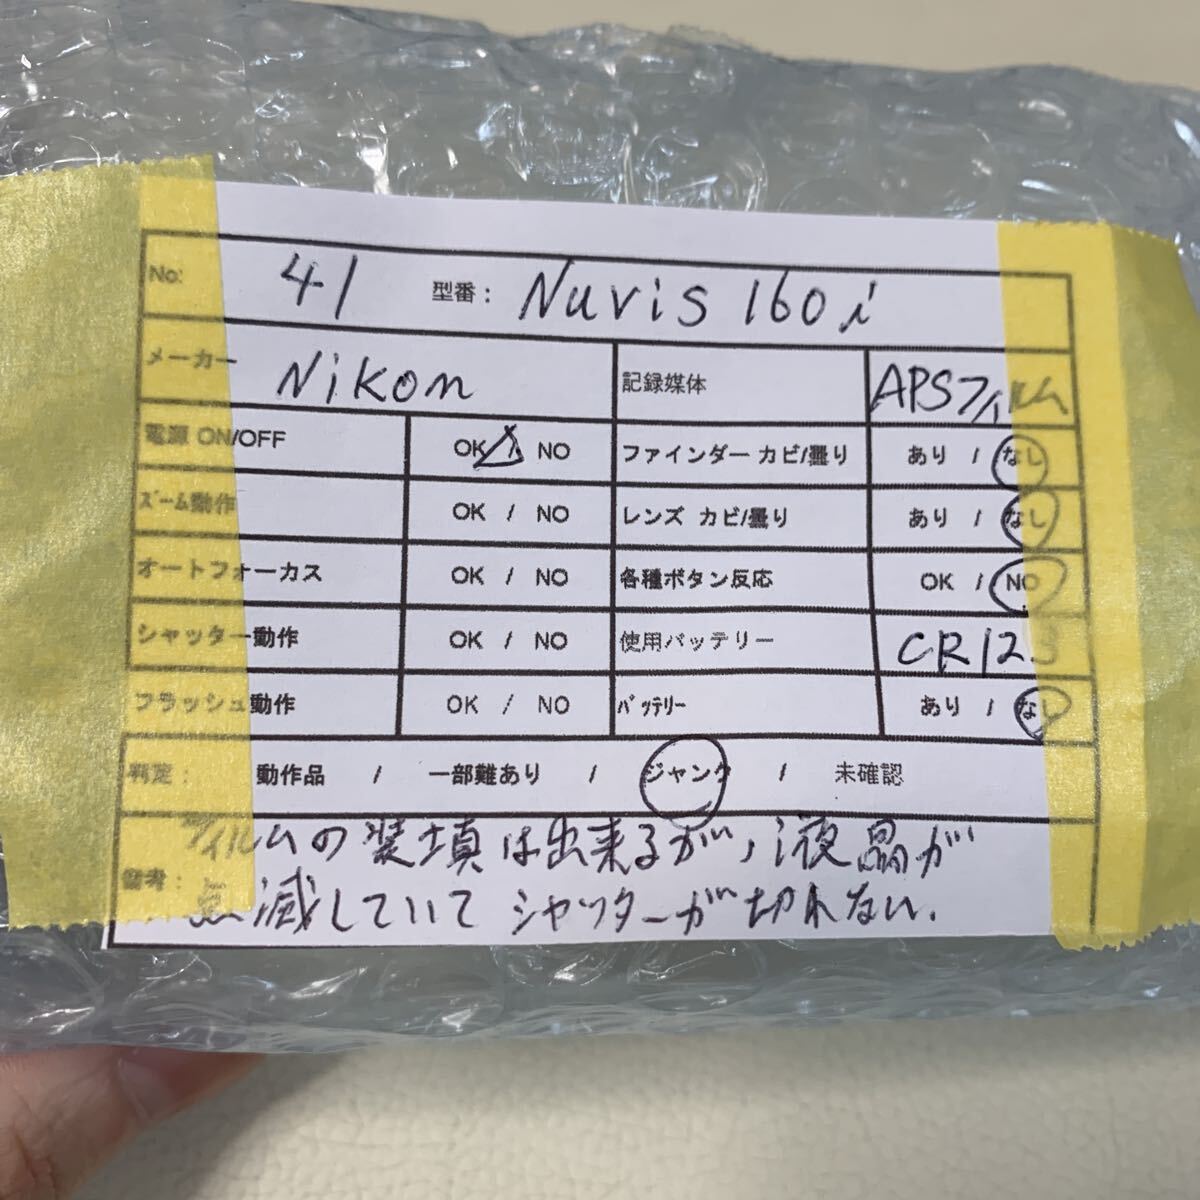 No: 41 型番： Nuvis 160i
メーカー Nikon 記録媒体 APSフィルム
電源 ON/OFF OK / NO ファインダー カビ/曇り あり / なし
ズーム動作 OK / NO レンズ カビ/曇り あり / なし
オートフォーカス OK / NO 各種ボタン反応 OK / NO
シャッター動作 OK / NO 使用バッテリー CR123
フラッシュ動作 OK / NO バッテリー あり / なし
判定： 動作品 / 一部難あり / ジャンク / 未確認
フィルムの装填は出来るが、液晶が
備考： 点滅していてシャッターが切れない.